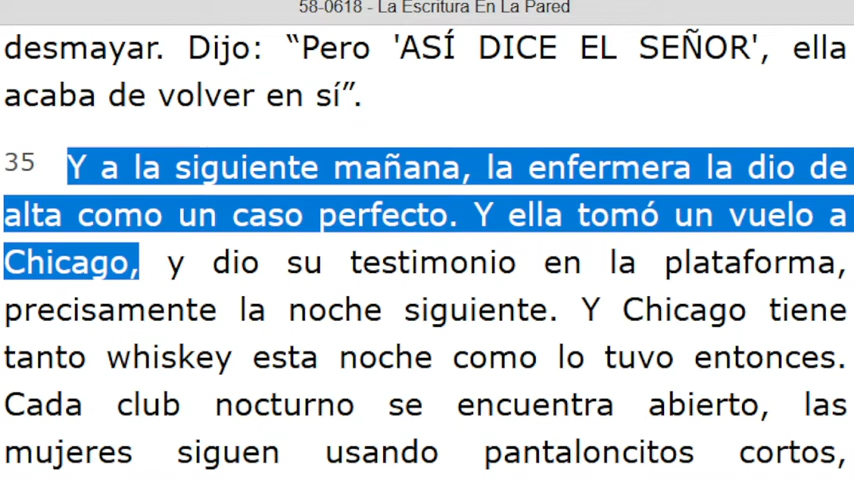 58-0618 - La Escritura En La Pared
desmayar. Dijo: “Pero 'ASÍ DICE EL SEÑOR', ella
acaba de volver en sí”.
35 Y a la siguiente mañana, la enfermera la dio de
alta como un caso perfecto. Y ella tomó un vuelo a
Chicago, y dio su testimonio en la plataforma,
precisamente la noche siguiente. Y Chicago tiene
tanto whiskey esta noche como lo tuvo entonces.
Cada club nocturno se encuentra abierto, las
mujeres siguen usando pantaloncitos cortos,